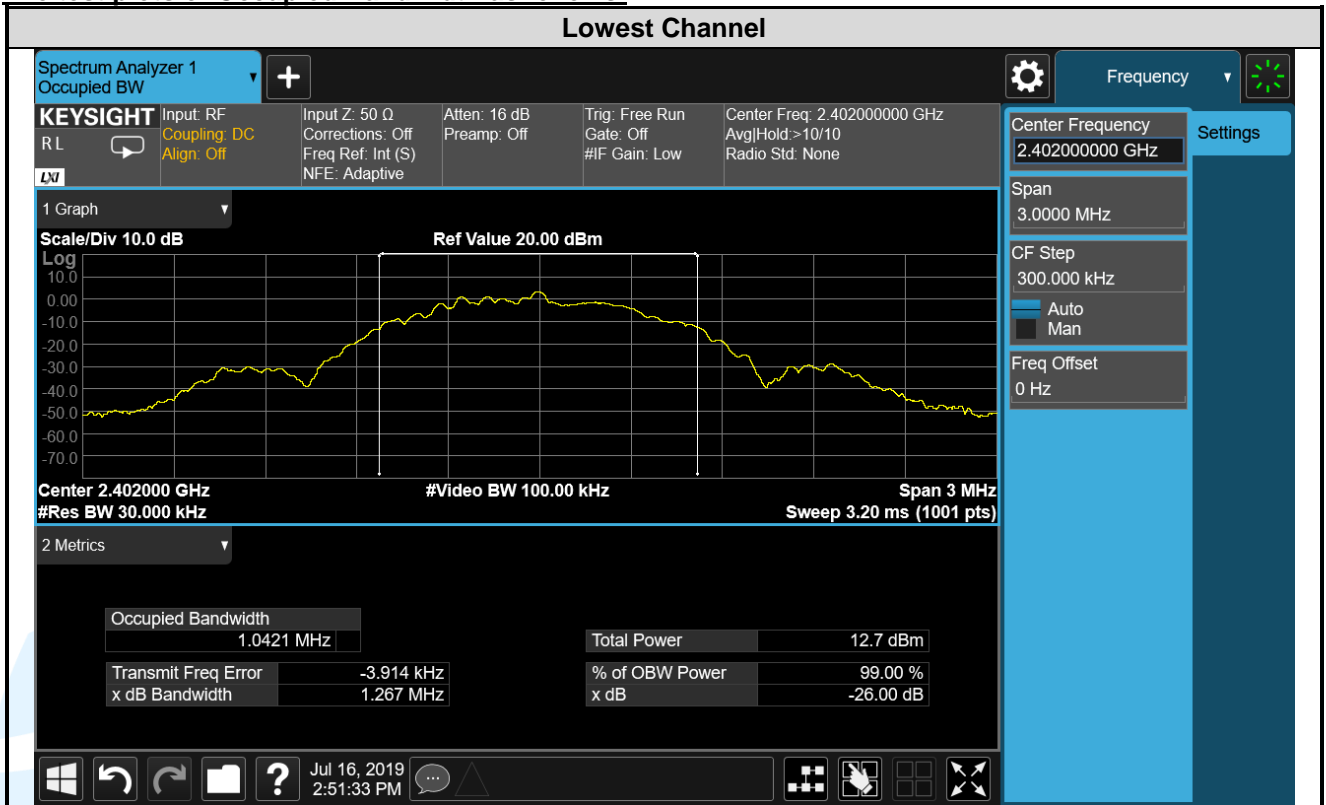 Lowest Channel
Spectrum Analyzer 1
Occupied BW
+
Frequency
KEYSIGHT
R L
LXI
Input: RF
Coupling: DC
Align: Off
Input Z: 50 Ω
Corrections: Off
Freq Ref: Int (S)
NFE: Adaptive
Atten: 16 dB
Preamp: Off
Trig: Free Run
Gate: Off
#IF Gain: Low
Center Freq: 2.402000000 GHz
Avg|Hold:>10/10
Radio Std: None
Center Frequency
2.402000000 GHz
Settings
Span
3.0000 MHz
CF Step
300.000 kHz
Auto
Man
Freq Offset
0 Hz
1 Graph
Scale/Div 10.0 dB
Ref Value 20.00 dBm
Log
10.0
0.00
-10.0
-20.0
-30.0
-40.0
-50.0
-60.0
-70.0
Center 2.402000 GHz
#Video BW 100.00 kHz
Span 3 MHz
#Res BW 30.000 kHz
Sweep 3.20 ms (1001 pts)
2 Metrics
Occupied Bandwidth
1.0421 MHz
Total Power 12.7 dBm
Transmit Freq Error -3.914 kHz
% of OBW Power 99.00 %
x dB Bandwidth 1.267 MHz
x dB -26.00 dB
?
Jul 16, 2019
2:51:33 PM